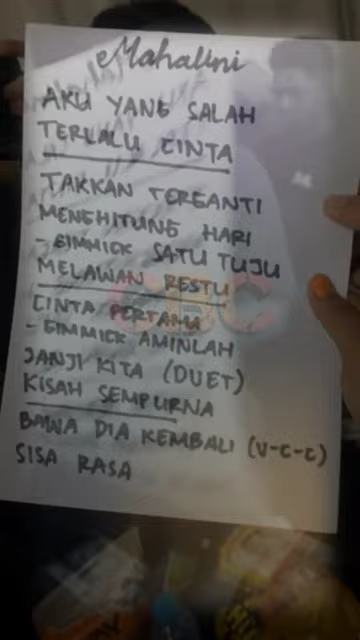 Mahalini
AKU YANG SALAH
TERLALU CINTA
TAKKAN TERGANTI
MENGHITUNG HARI
- GIMMICK SATU TUJU
MELAWAN RESTU
CINTA PERTAMA
- GIMMICK AMINLAH
JANJI KITA (DUET)
KISAH SEMPURNA
BAWA DIA KEMBALI (V-C-C)
SISA RASA